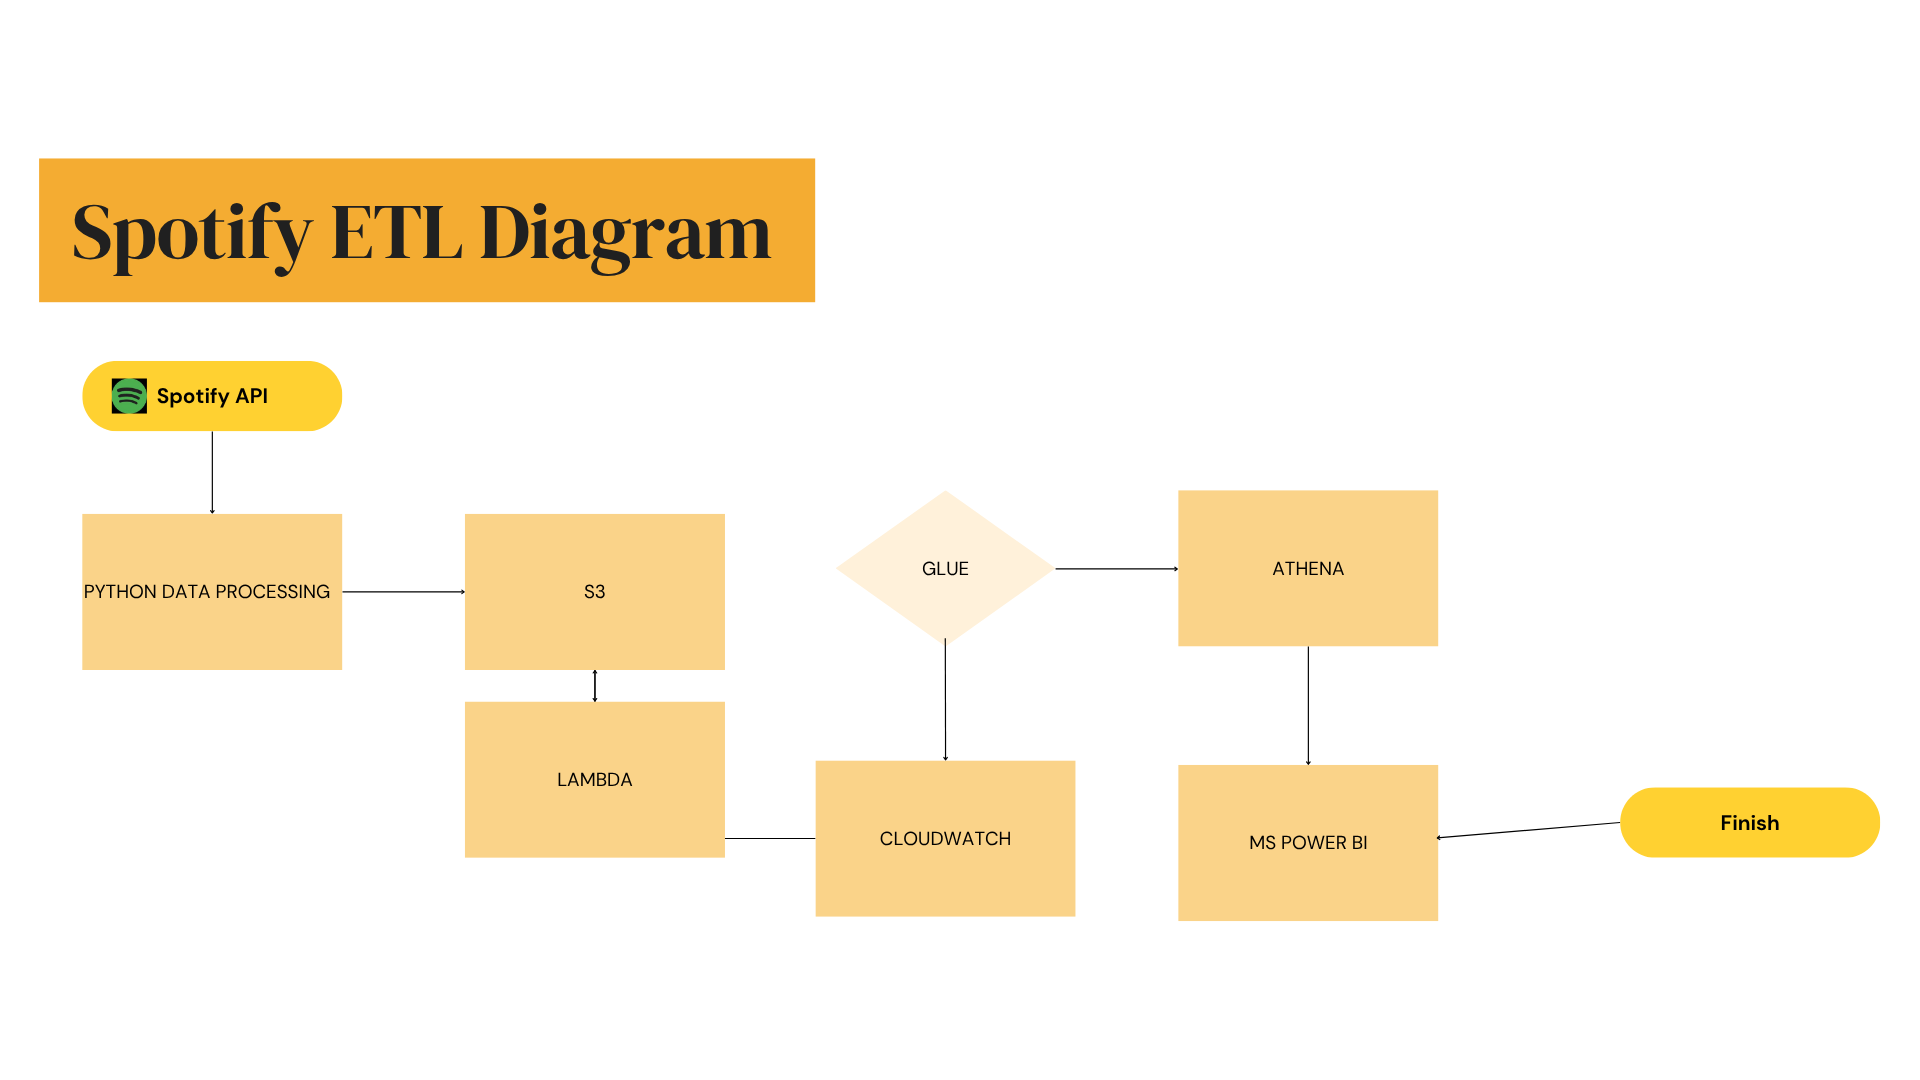 Spotify ETL Diagram
Spotify API
PYTHON DATA PROCESSING
S3
LAMBDA
GLUE
CLOUDWATCH
ATHENA
MS POWER BI
Finish